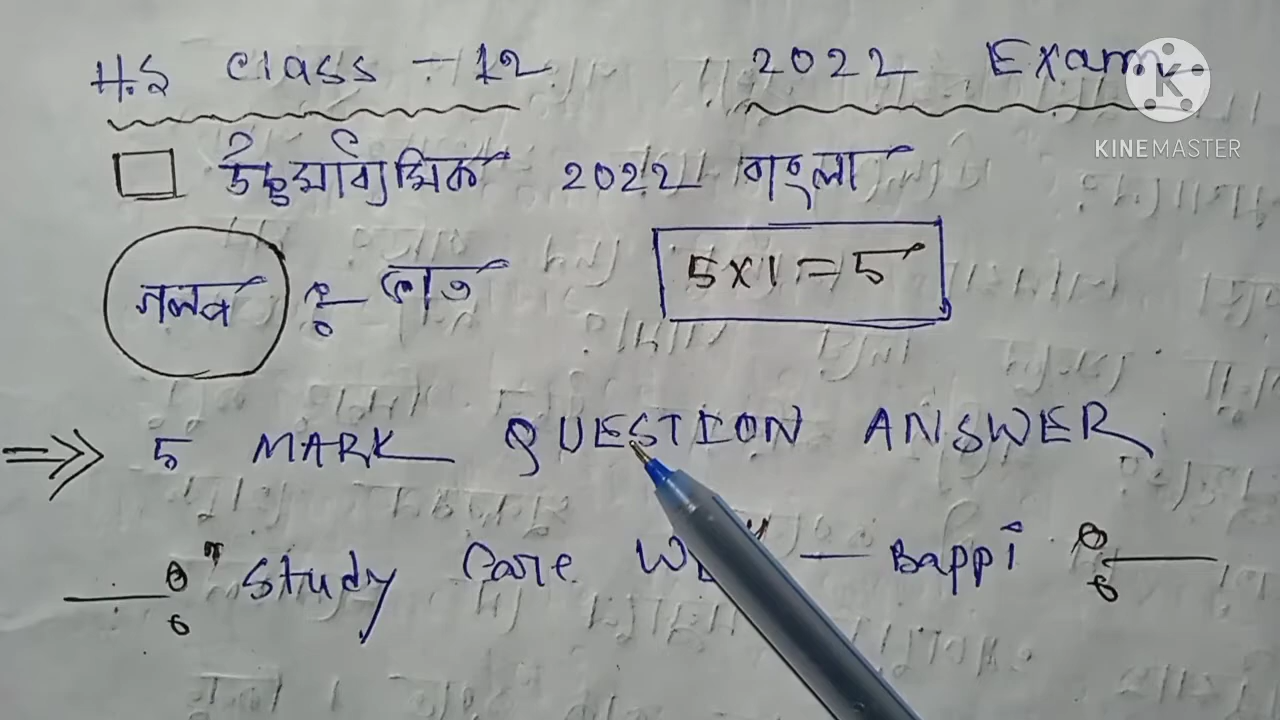 H.S Class - 12 2022 Exam
KINEMASTER
উচ্চমাধ্যমিক 2022 বাংলা
গল্প ঃ— ভাত 5x1=5
⇒ 5 MARK QUESTION ANSWER
" Study Care WB" — Bappi